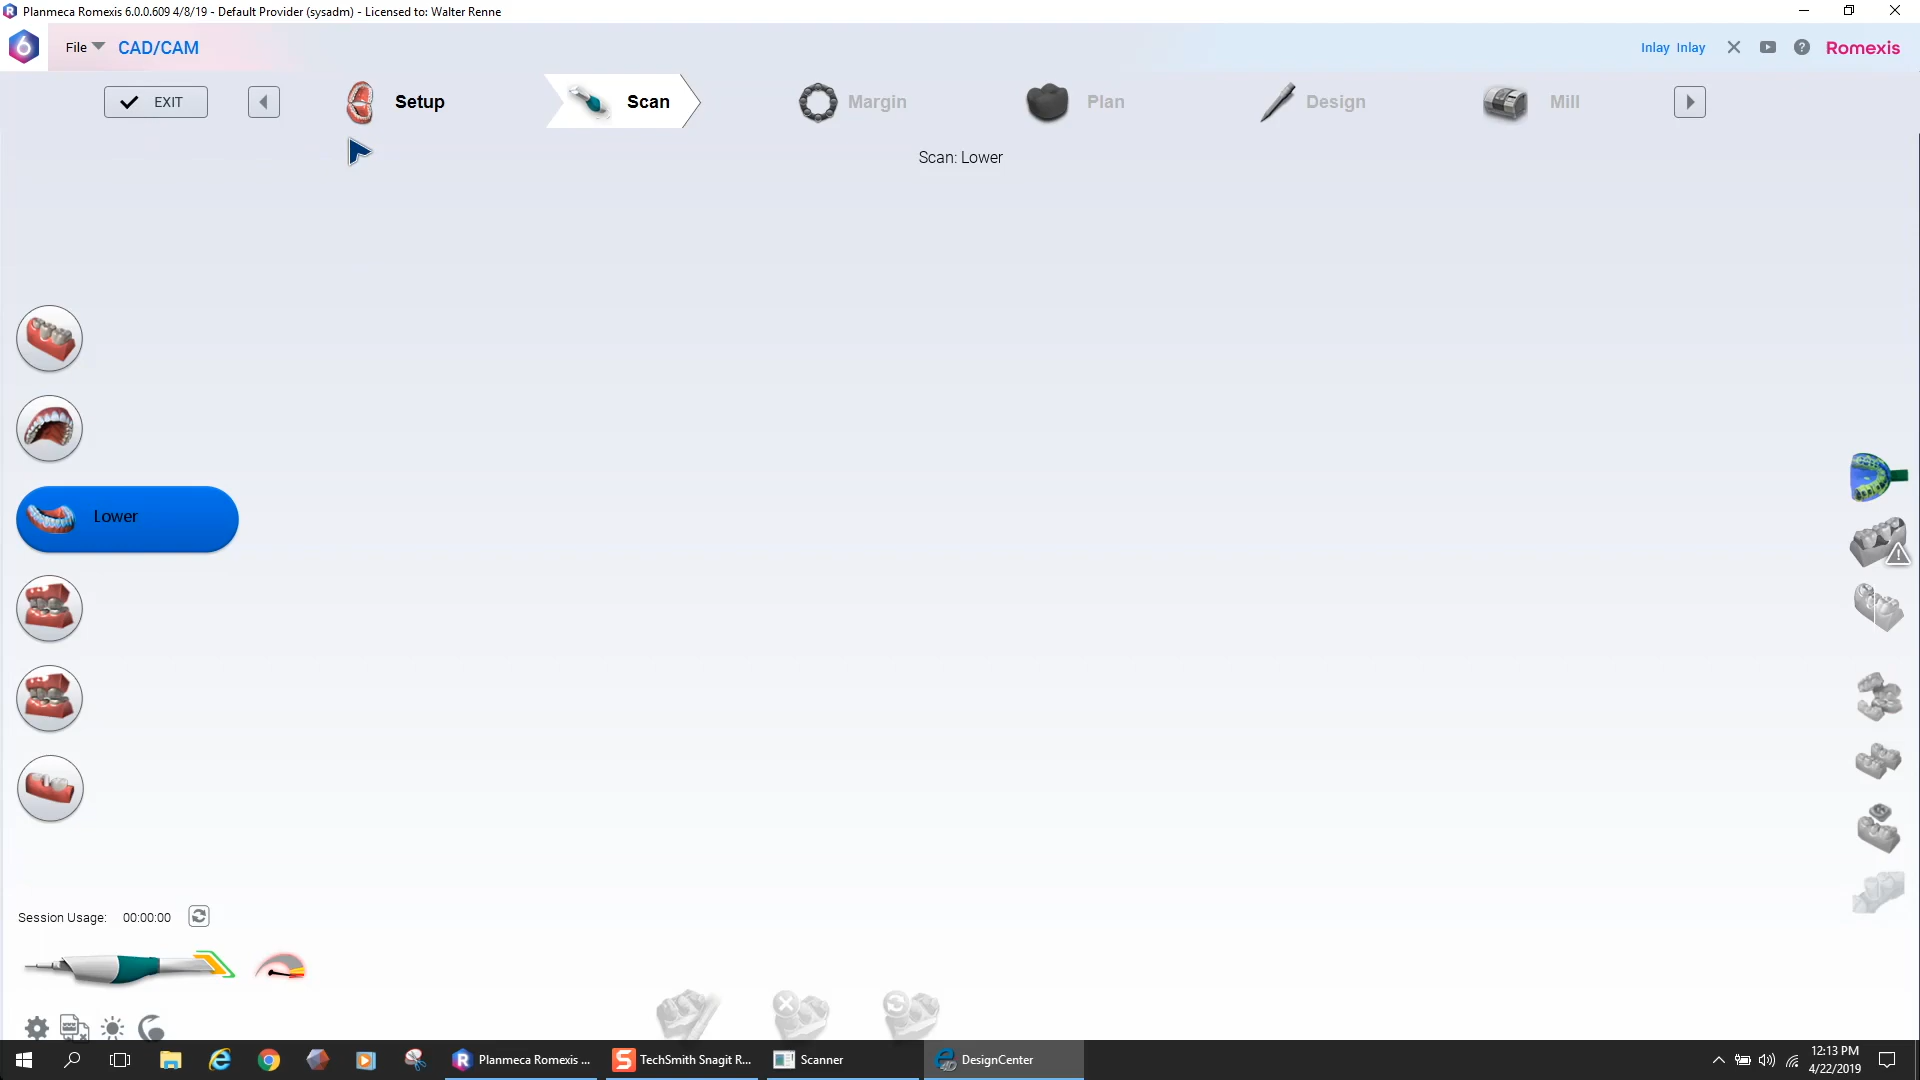 Planmeca Romexis 6.0.0.609 4/8/19 - Default Provider (sysadm) - Licensed to: Walter Renne
6 File CAD/CAM
Inlay Inlay
Romexis
EXIT
Setup
Scan
Margin
Plan
Design
Mill
Scan: Lower
Lower
Session Usage: 00:00:00
Planmeca Romexis ...
TechSmith Snagit R...
Scanner
DesignCenter
12:13 PM
4/22/2019